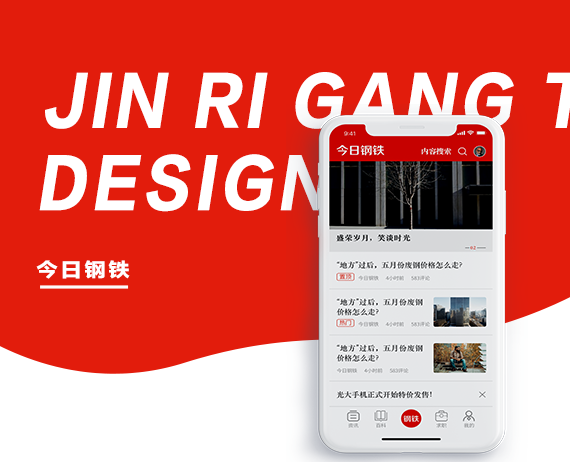 JIN RI GANG T
DESIGN
今日钢铁
9:41
今日钢铁
内容搜索
盛荣岁月，笑谈时光
02
“地方”过后，五月份废钢价格怎么走?
置顶 今日钢铁 4小时前 583评论
“地方”过后，五月份废钢
价格怎么走?
热门 今日钢铁 4小时前 583评论
“地方”过后，五月份废钢
价格怎么走?
今日钢铁 4小时前 583评论
光大手机正式开始特价发售!
资讯 百科 钢铁 求职 我的